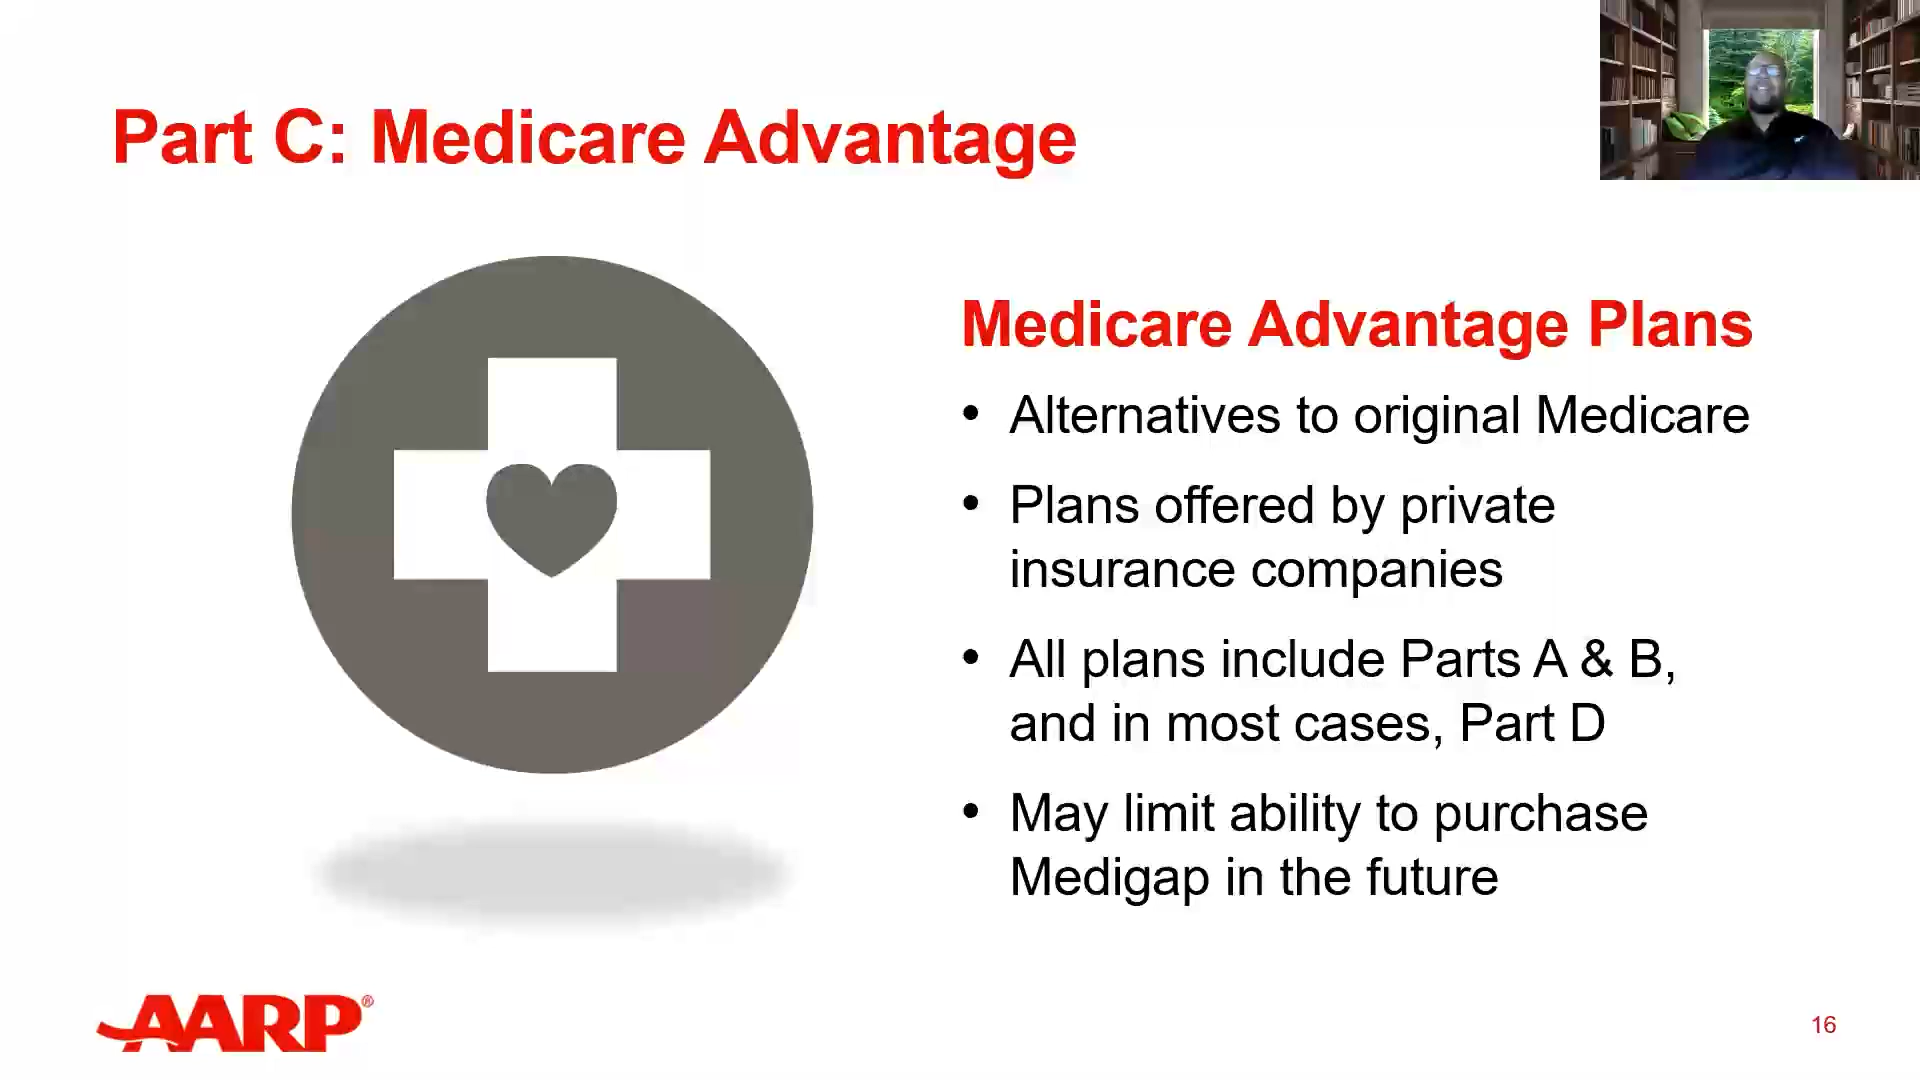 Part C: Medicare Advantage
Medicare Advantage Plans
• Alternatives to original Medicare
• Plans offered by private
insurance companies
• All plans include Parts A & B,
and in most cases, Part D
• May limit ability to purchase
Medigap in the future
AARP®
16